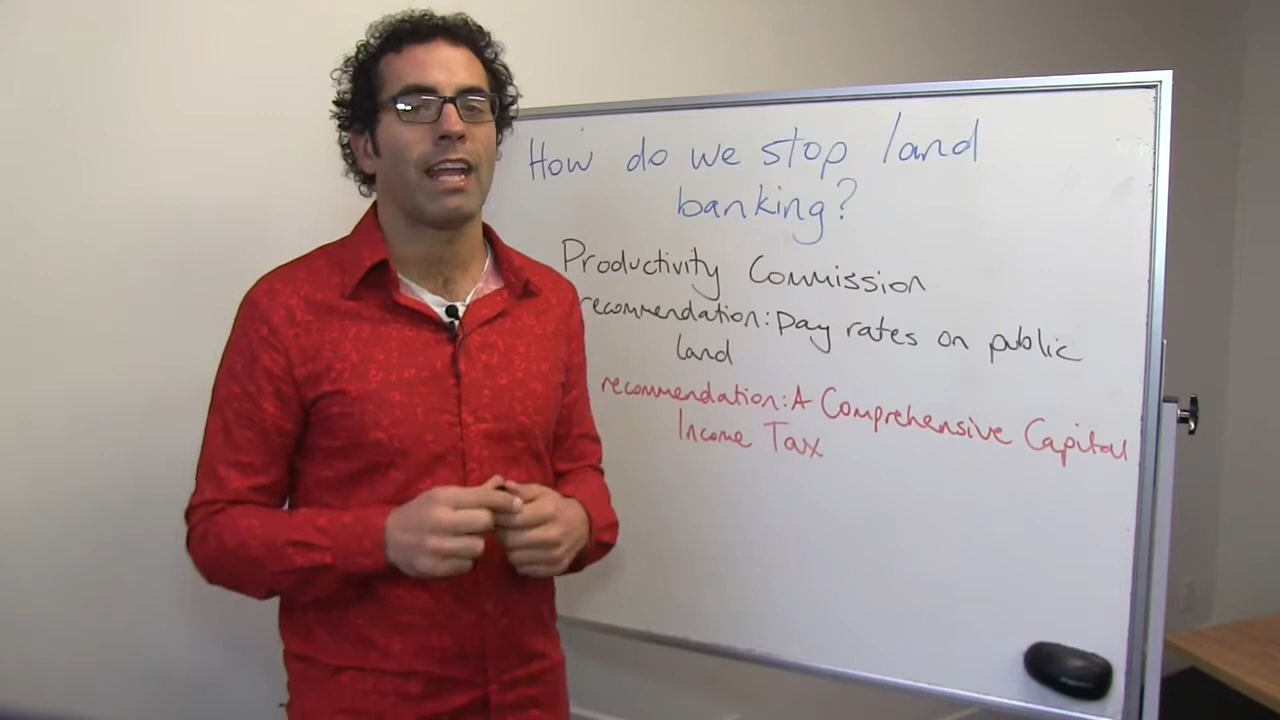 How do we stop land
banking?
Productivity Commission
recommendation: Pay rates on public
land
recommendation: A Comprehensive Capital
Income Tax